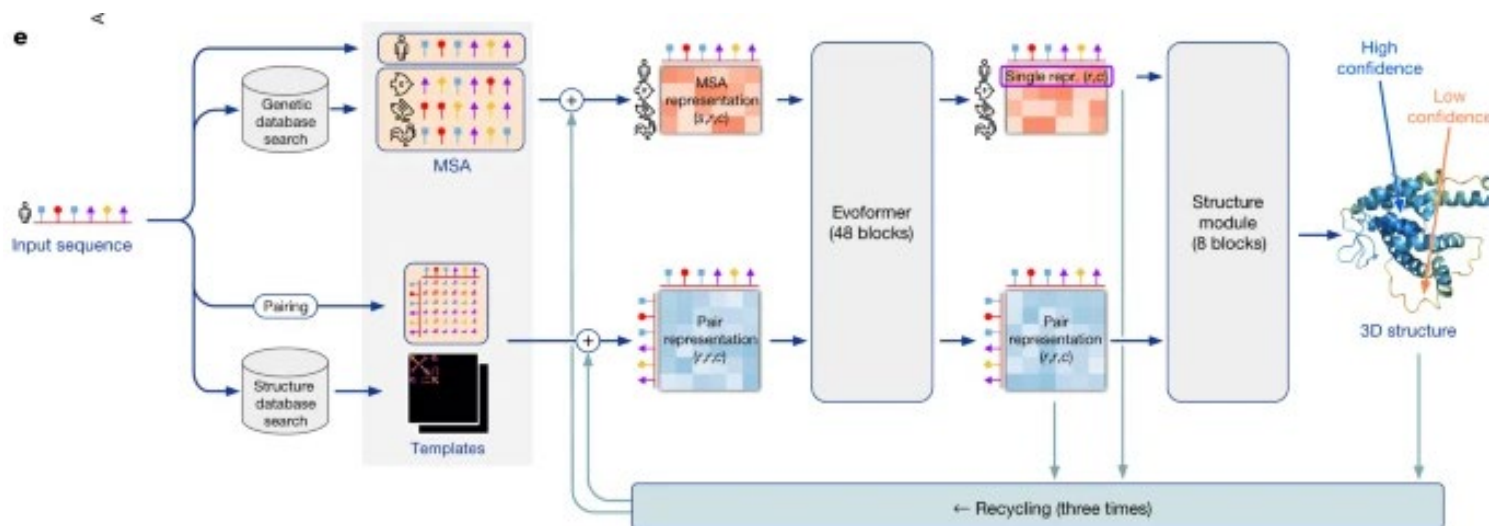 e
A
Input sequence
Genetic
database
search
Pairing
Structure
database
search
MSA
Templates
+
+
MSA
representation
(s,r,c)
Pair
representation
(r,r,c)
Evoformer
(48 blocks)
Single repr. (r,c)
Pair
representation
(r,r,c)
Structure
module
(8 blocks)
High
confidence
Low
confidence
3D structure
← Recycling (three times)